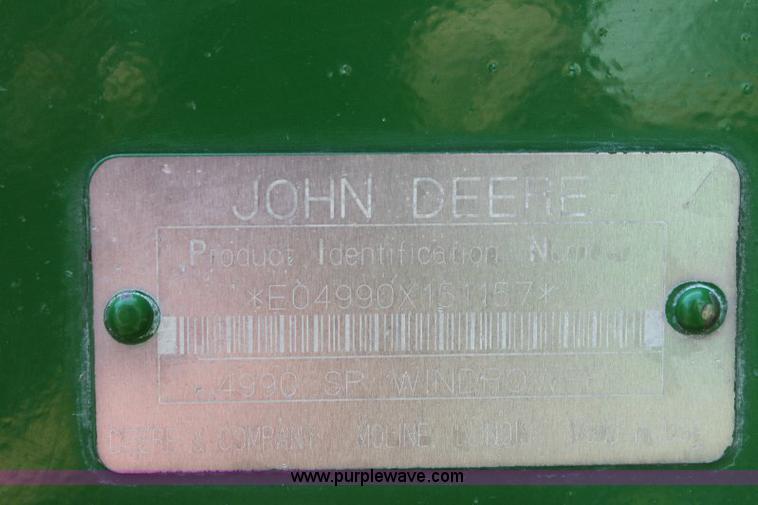 JOHN DEERE
Product Identification Number
*E04990X151157*
4990 SP WINDROWER
DEERE & COMPANY MOLINE ILLINOIS
www.purplewave.com